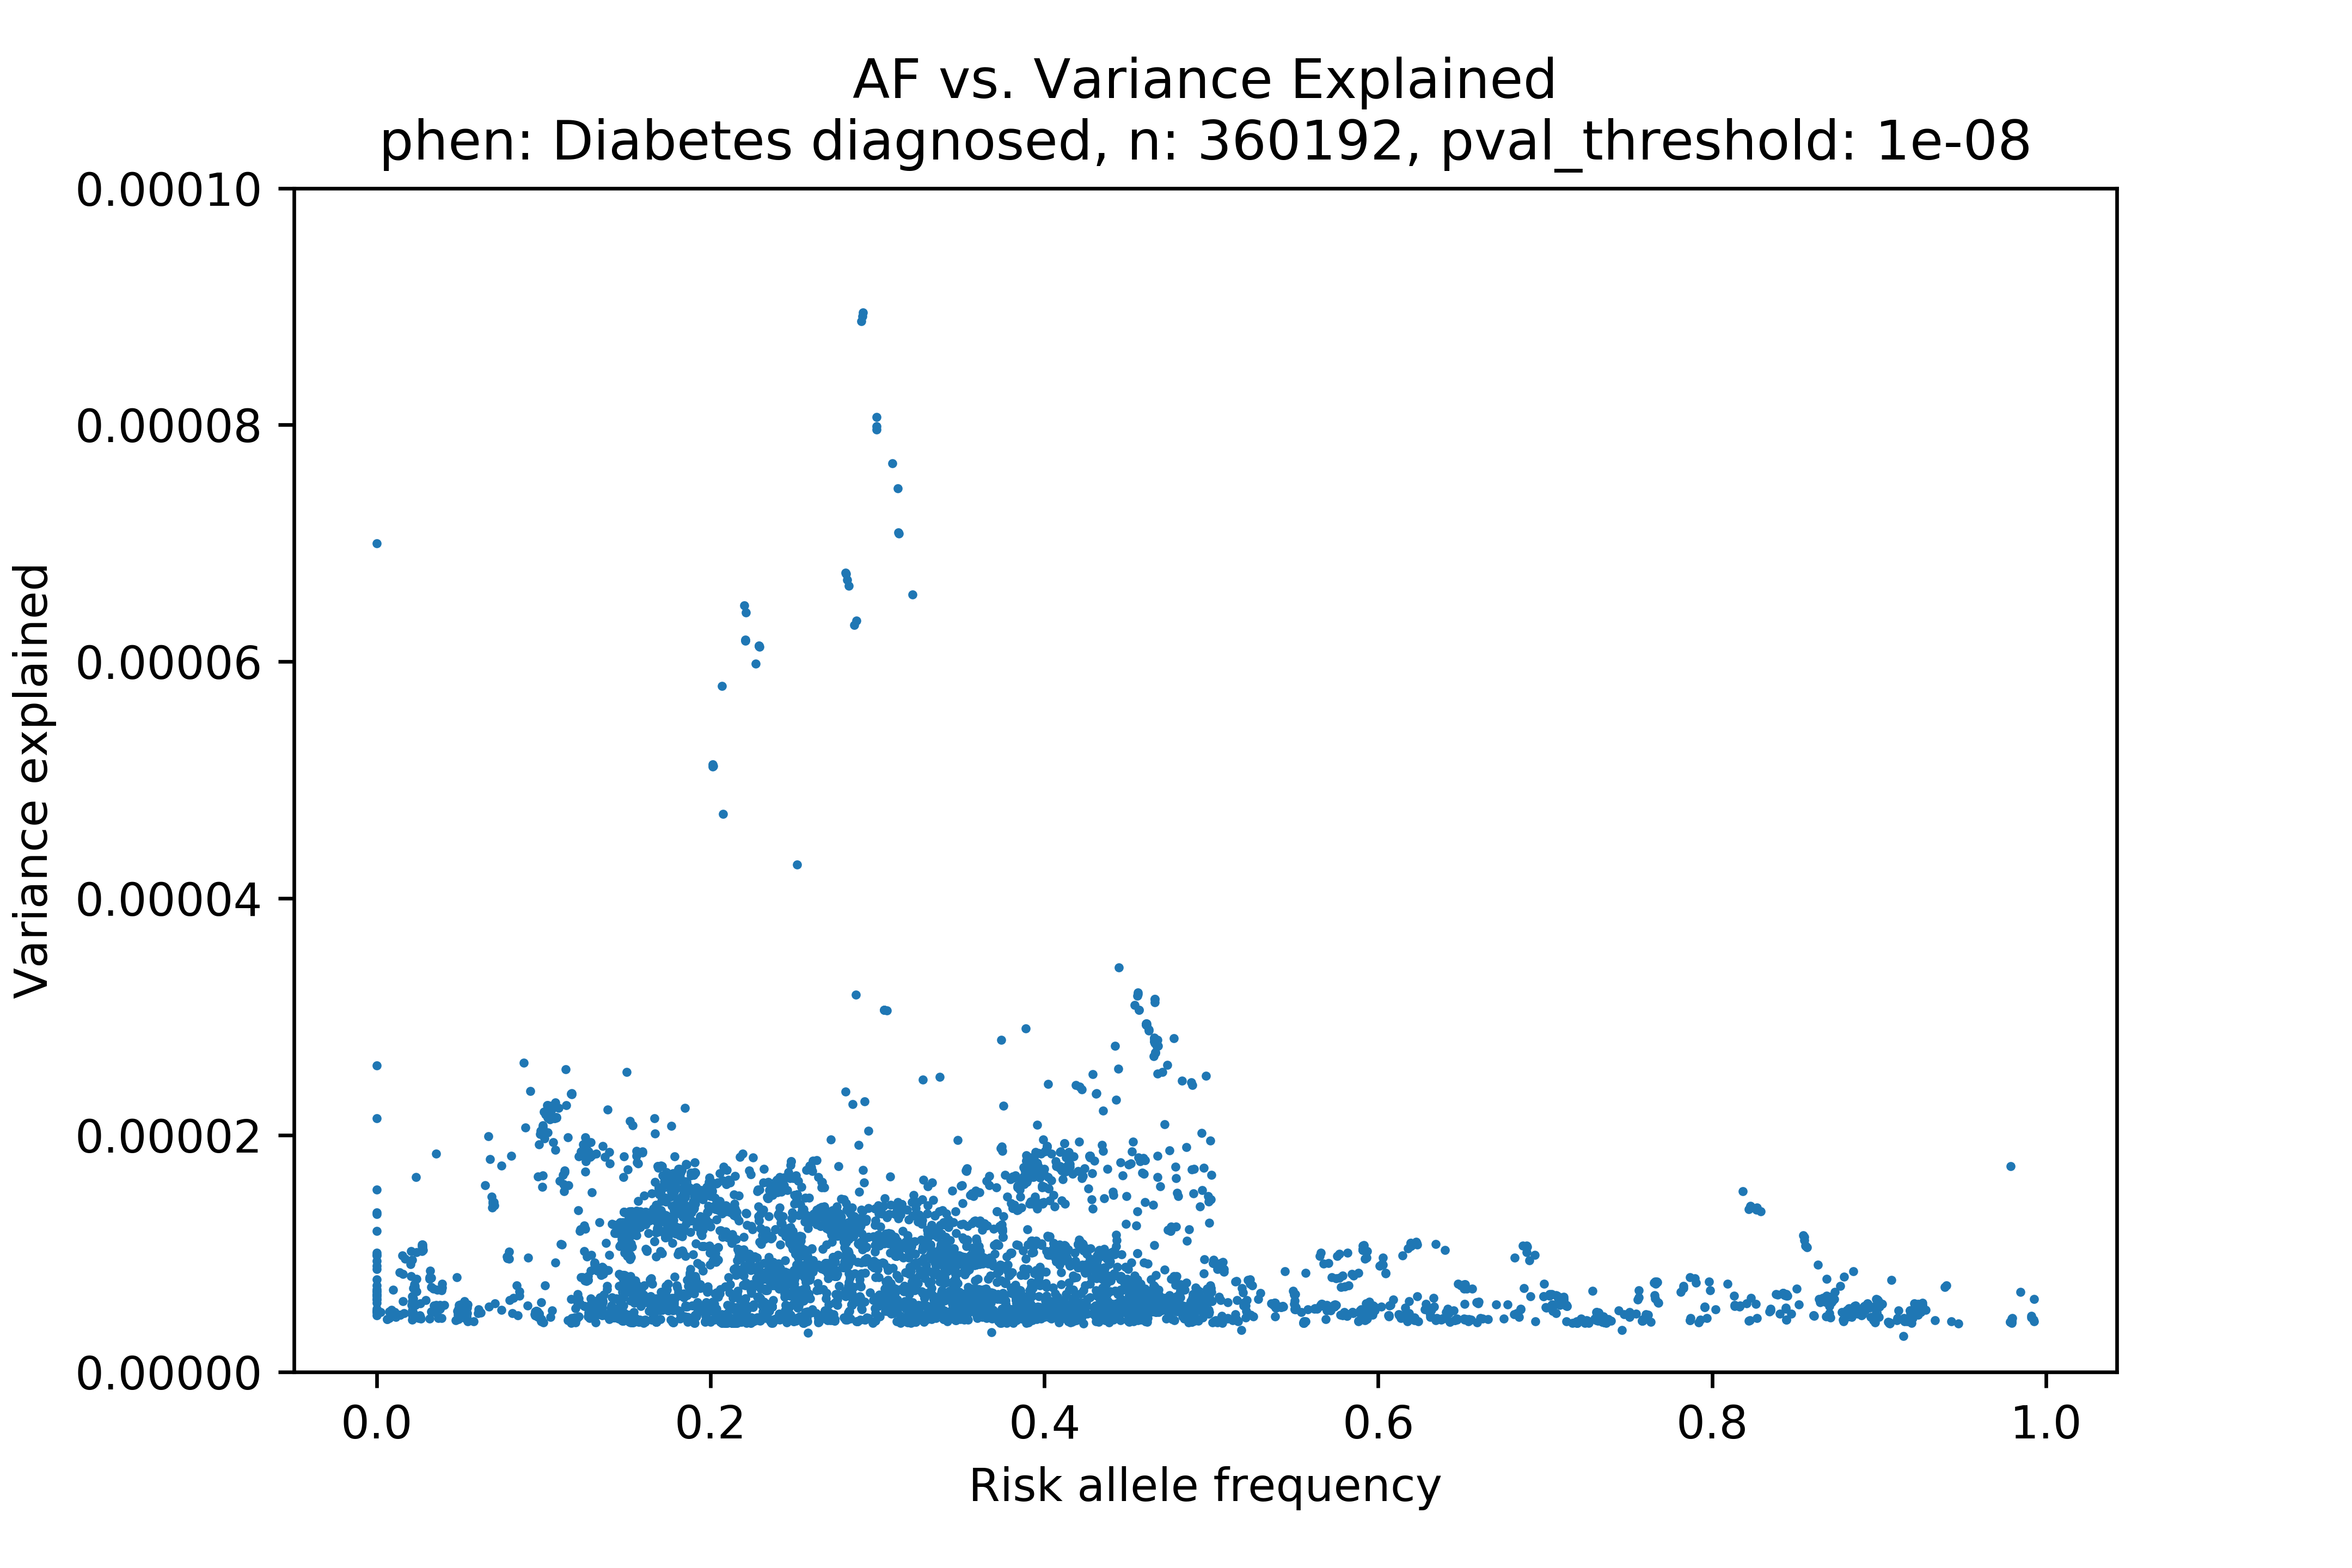 AF vs. Variance Explained
phen: Diabetes diagnosed, n: 360192, pval_threshold: 1e-08
0.00010
0.00008
0.00006
0.00004
0.00002
0.00000
Variance explained
0.0 0.2 0.4 0.6 0.8 1.0
Risk allele frequency